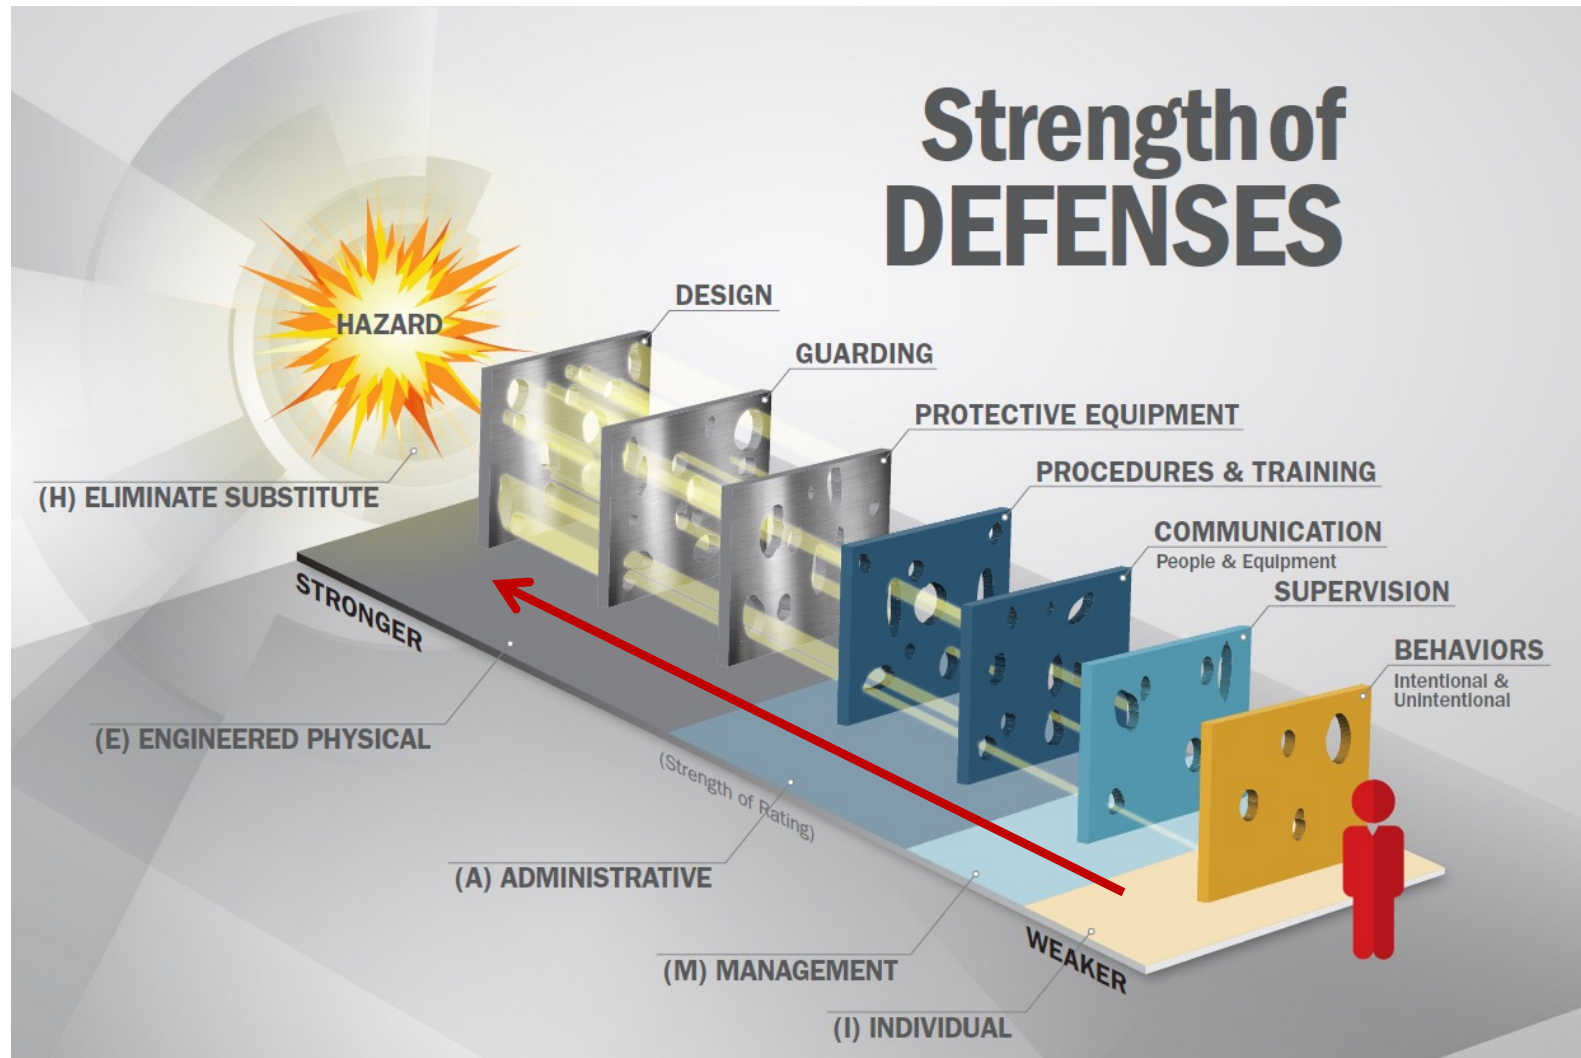 Strength of
DEFENSES
HAZARD
DESIGN
GUARDING
PROTECTIVE EQUIPMENT
PROCEDURES & TRAINING
COMMUNICATION
People & Equipment
SUPERVISION
BEHAVIORS
Intentional &
Unintentional
(H) ELIMINATE SUBSTITUTE
STRONGER
(E) ENGINEERED PHYSICAL
(Strength of Rating)
(A) ADMINISTRATIVE
WEAKER
(M) MANAGEMENT
(I) INDIVIDUAL